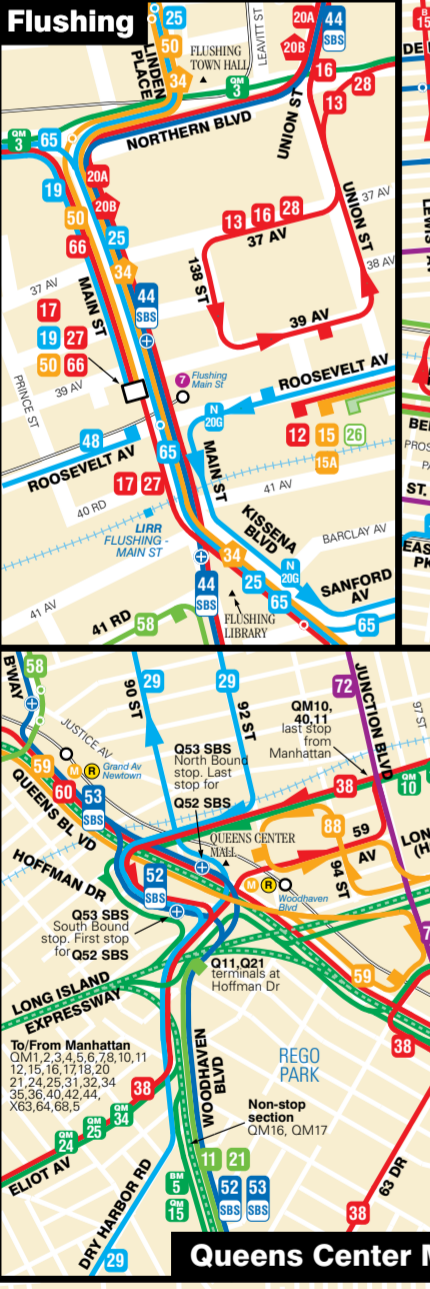 Flushing
25
50
34
LINDEN
PLACE
FLUSHING
TOWN HALL
LEAVITT ST
20A
44
SBS
20B
16
28
13
QM
3
NORTHERN BLVD
UNION ST
QM
3
65
19
20A
20B
50
66
25
34
13 16 28
37 AV
UNION ST
37 AV
38 AV
138 ST
39 AV
37 AV
MAIN ST
44
SBS
17
19 27
50 66
39 AV
PRINCE ST
7
Flushing
Main St
ROOSEVELT AV
N
20G
12 15 26
15A
48
ROOSEVELT AV
65
MAIN ST
17 27
40 RD
41 AV
LIRR
FLUSHING -
MAIN ST
KISSENA
BLVD
BARCLAY AV
34
N
20G
25
65
SANFORD
AV
65
44
SBS
FLUSHING
LIBRARY
41 AV
41 RD
58
B
15
DE
BE
PROS
PA
ST.
EAS
PK
B'WAY
58
29
90 ST
29
92 ST
72
JUNCTION BLVD
97 ST
QM10,
40,11
last stop
from
Manhattan
JUSTICE AV
M R
Grand Av
Newtown
59
60
53
SBS
QUEENS BL VD
Q53 SBS
North Bound
stop. Last
stop for
Q52 SBS
38
QM
10
88
59
AV
94 ST
LON
(H
QUEENS CENTER
MALL
HOFFMAN DR
52
SBS
M R
Woodhaven
Blvd
Q53 SBS
South Bound
stop. First stop
for Q52 SBS
7
59
Q11,Q21
terminals at
Hoffman Dr
LONG ISLAND
EXPRESSWAY
38
To/From Manhattan
QM1,2,3,4,5,6,7,8,10,11
12,15,16,17,18,20
21,24,25,31,32,34
35,36,40,42,44,
X63,64,68,5
WOODHAVEN
BLVD
REGO
PARK
38
Non-stop
section
QM16, QM17
QM
34
QM
25
QM
24
ELIOT AV
11 21
BM
5
52
SBS
53
SBS
QM
15
63 DR
38
DRY HARBOR RD
29
Queens Center M